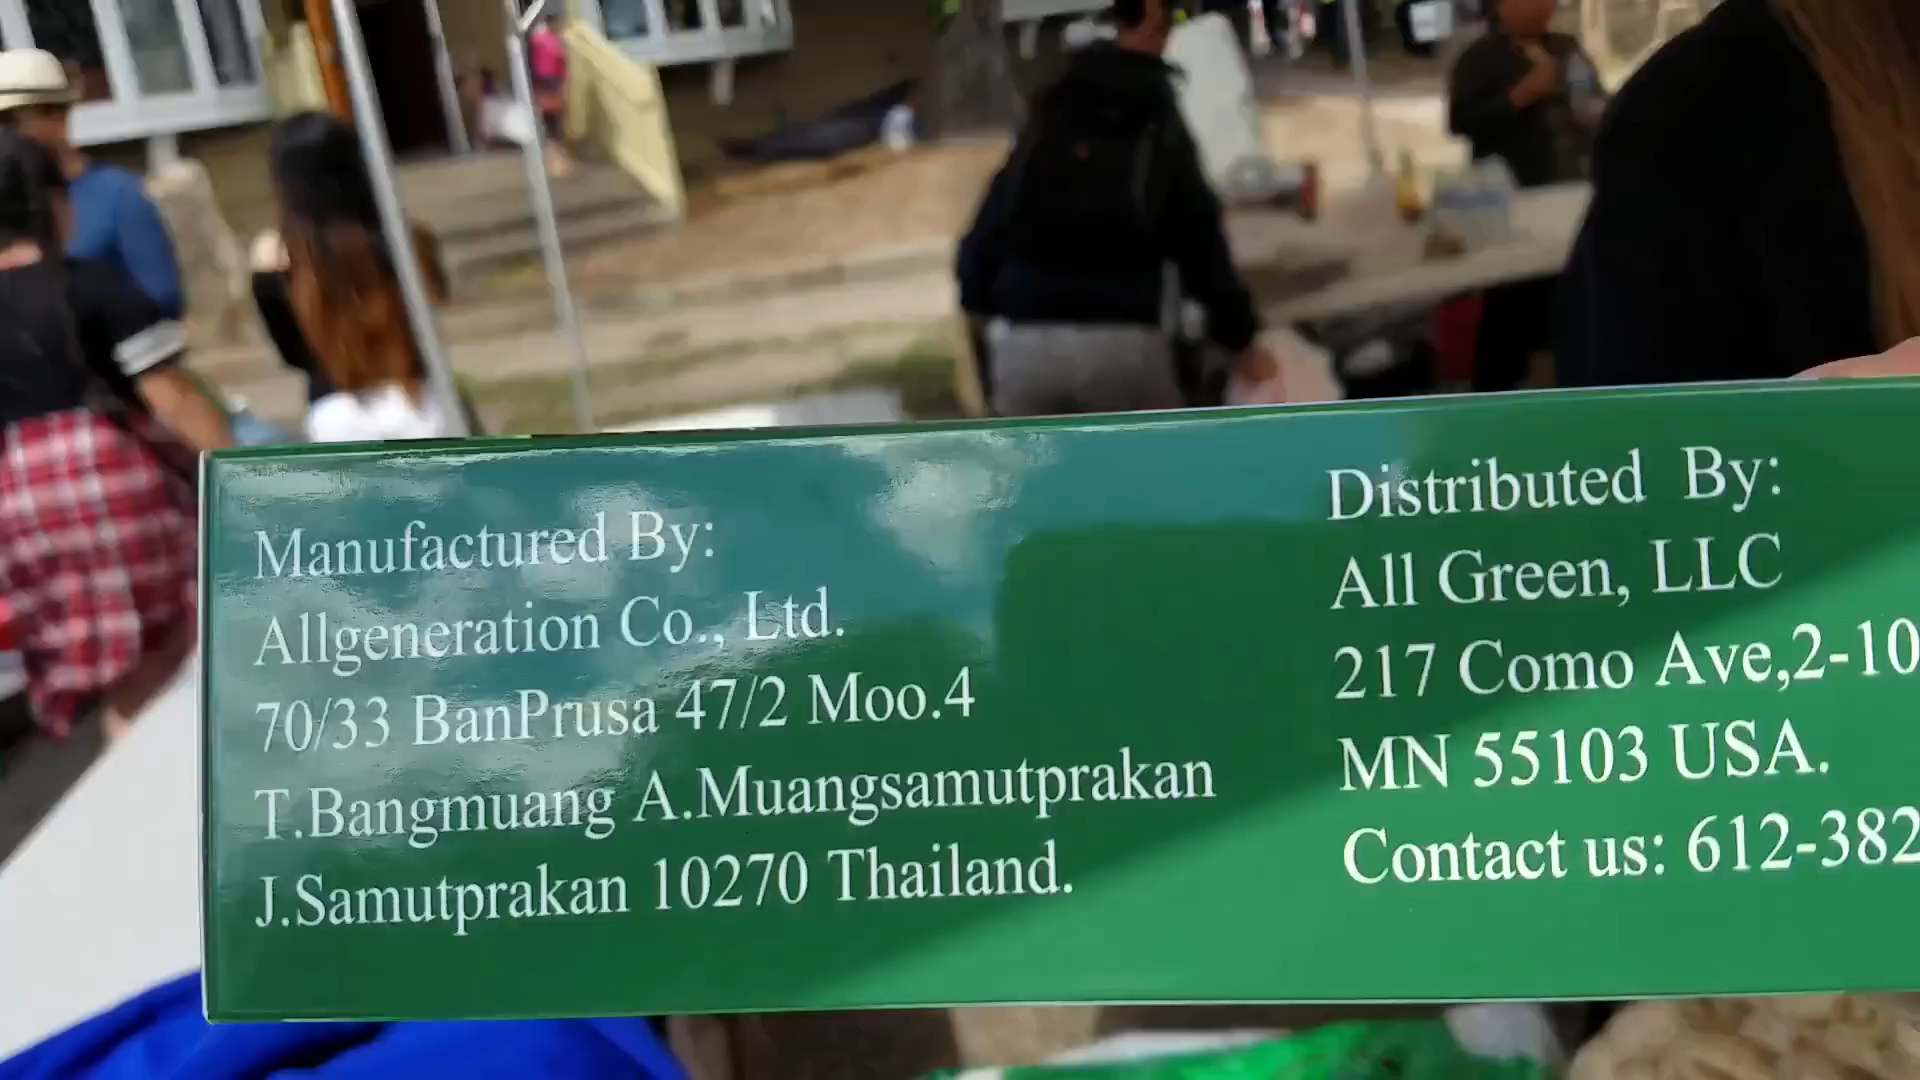 Manufactured By:
Allgeneration Co., Ltd.
70/33 BanPrusa 47/2 Moo.4
T.Bangmuang A.Muangsamutprakan
J.Samutprakan 10270 Thailand.
Distributed By:
All Green, LLC
217 Como Ave,2-10
MN 55103 USA.
Contact us: 612-382